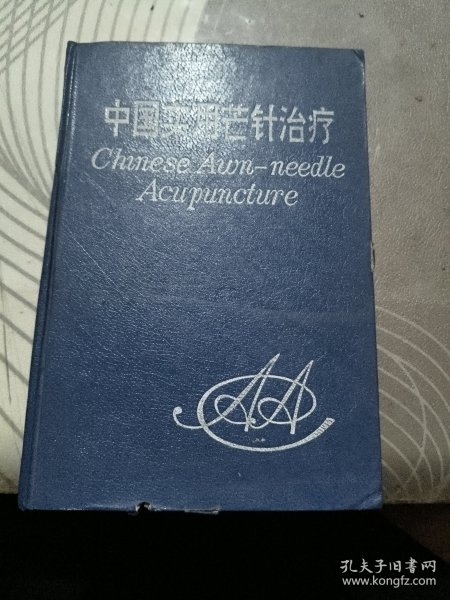 中国实用芒针治疗
Chinese Awn-needle
Acupuncture
AA
孔夫子旧书网
www.kongfz.com